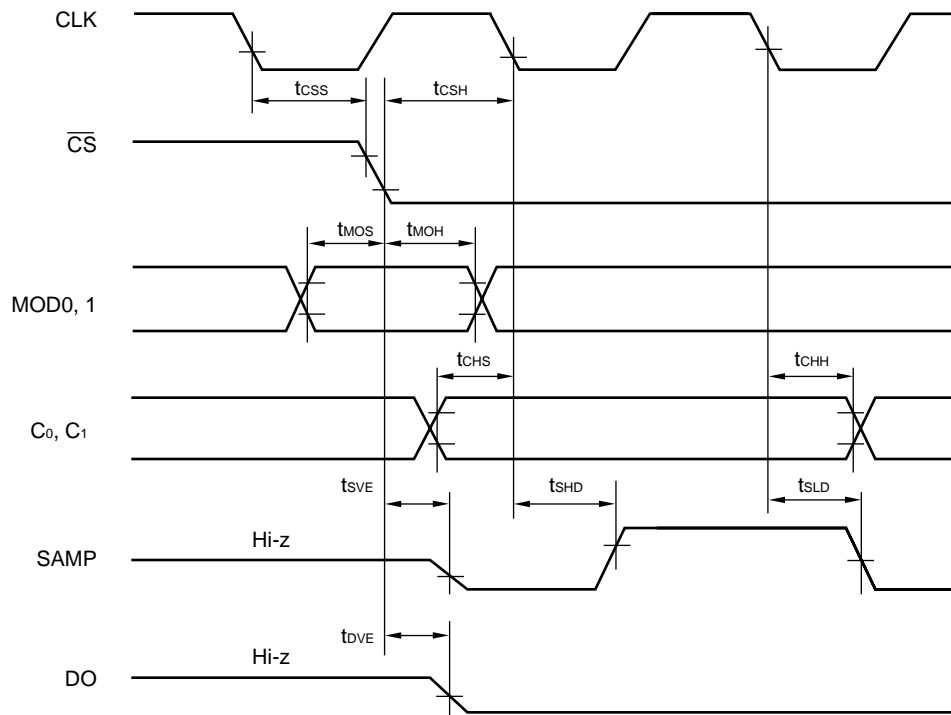 CLK
tCSS
tCSH
C̅S̅
tMOS
tMOH
MOD0, 1
tCHS
tCHH
C0, C1
tSVE
tSHD
tSLD
Hi-z
SAMP
tDVE
Hi-z
DO